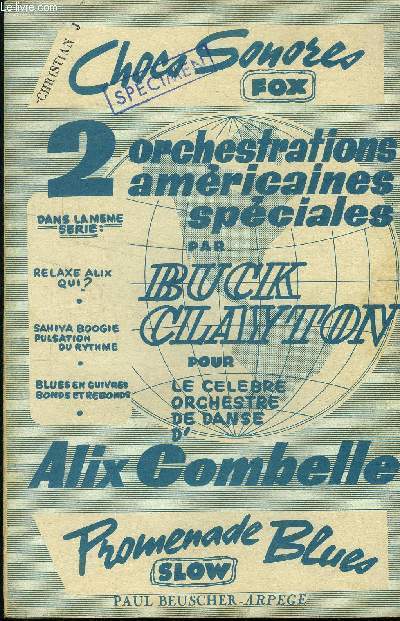 CHRISTIAN J
Chocs Sonores
SPECIMEN
FOX
2 orchestrations
américaines
spéciales
DANS LA MEME
SERIE:
RELAXE ALIX
QUI?
SAHIVA BOOGIE
PULSATION
DU RYTHME
BLUES EN CUIVRES
BONDS ET REBONDS
PAR
BUCK
CLAYTON
POUR
LE CELEBRE
ORCHESTRE
DE DANSE
D'
Alix Combelle
Promenade Blues
SLOW
PAUL BEUSCHER-ARPEGE